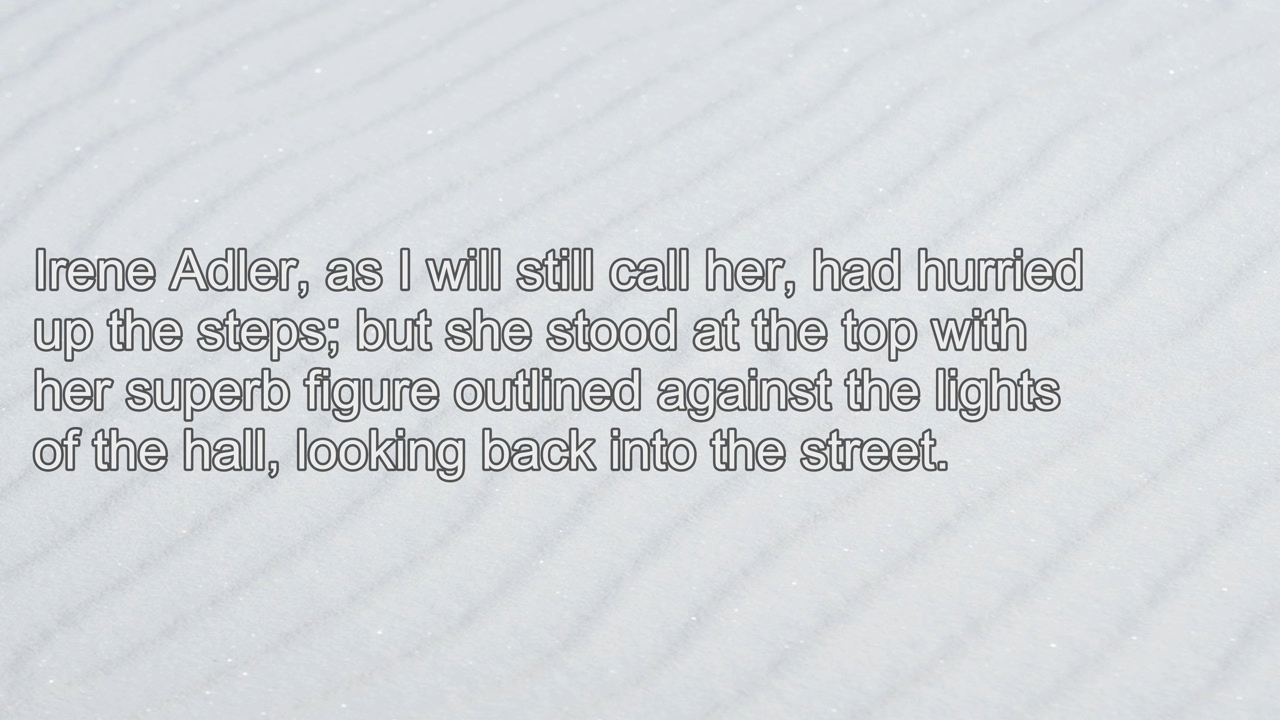 Irene Adler, as I will still call her, had hurried
up the steps; but she stood at the top with
her superb figure outlined against the lights
of the hall, looking back into the street.